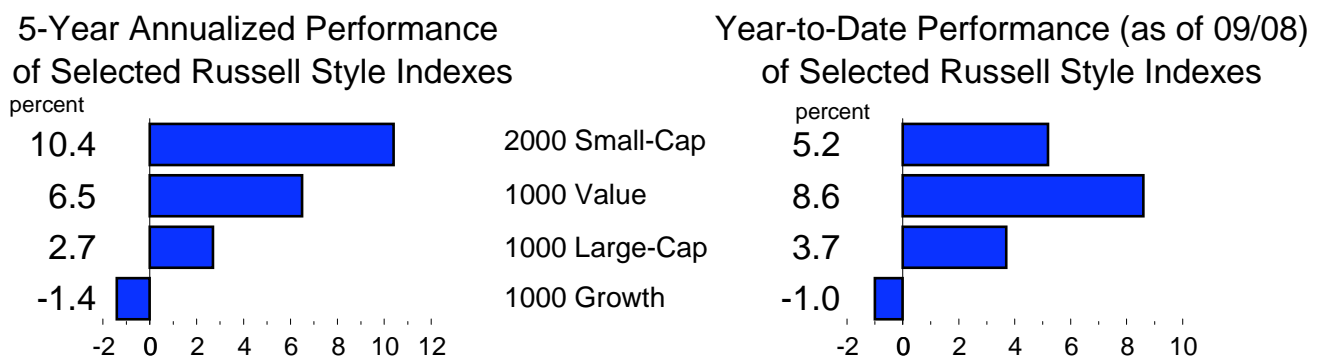 5-Year Annualized Performance
of Selected Russell Style Indexes
percent
10.4
6.5
2.7
-1.4
-2 0 2 4 6 8 10 12
2000 Small-Cap
1000 Value
1000 Large-Cap
1000 Growth
Year-to-Date Performance (as of 09/08)
of Selected Russell Style Indexes
percent
5.2
8.6
3.7
-1.0
-2 0 2 4 6 8 10